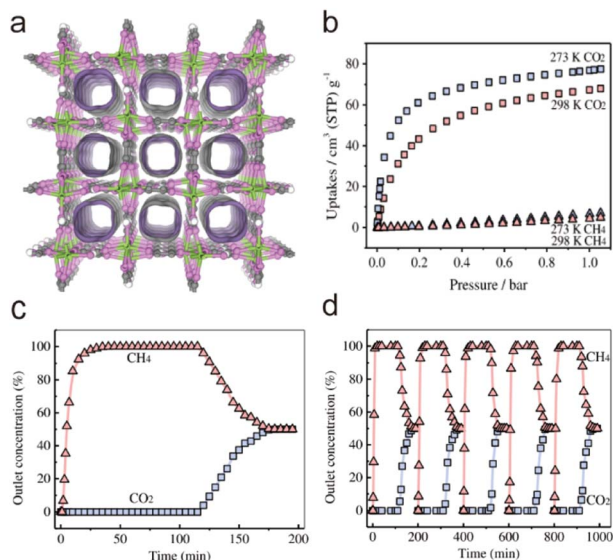 a
b
Uptakes / cm³ (STP) g⁻¹
80
60
40
20
0
273 K CO₂
298 K CO₂
273 K CH₄
298 K CH₄
0.0 0.2 0.4 0.6 0.8 1.0
Pressure / bar
c
Outlet concentration (%)
100
80
60
40
20
0
CH₄
CO₂
0 50 100 150 200
Time (min)
d
Outlet concentration (%)
100
80
60
40
20
0
CH₄
CO₂
0 200 400 600 800 1000
Time (min)